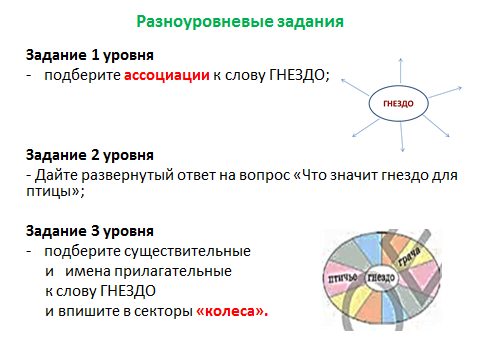 Разноуровневые задания
Задание 1 уровня
- подберите ассоциации к слову ГНЕЗДО;
ГНЕЗДО
Задание 2 уровня
- Дайте развернутый ответ на вопрос «Что значит гнездо для
птицы»;
Задание 3 уровня
- подберите существительные
и имена прилагательные
к слову ГНЕЗДО
и впишите в секторы «колеса».
грача
птичье гнездо